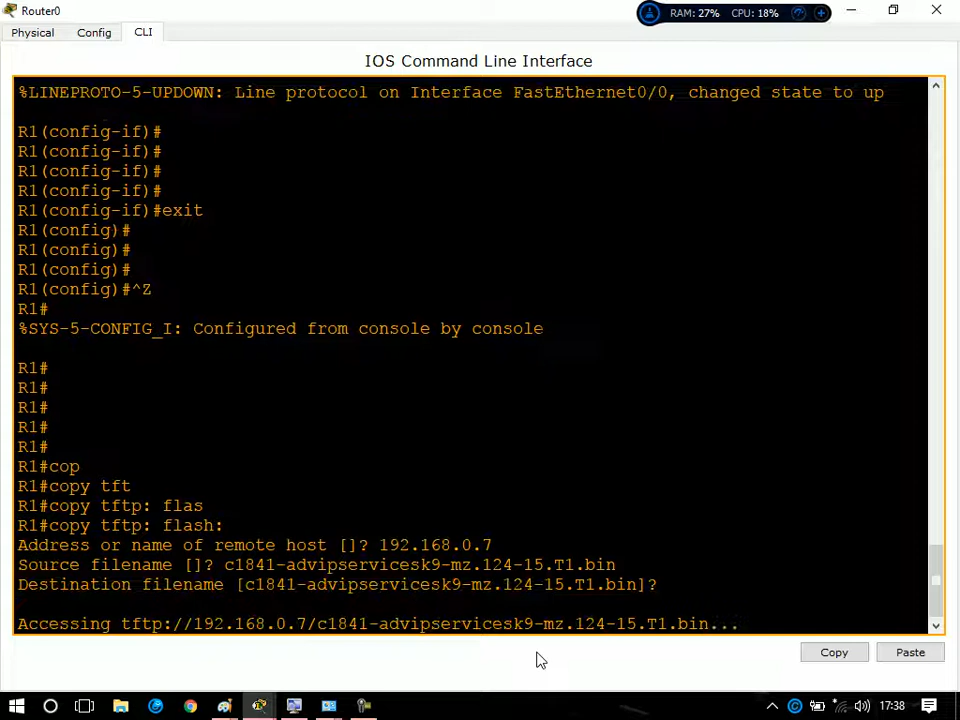 Router0
RAM: 27% CPU: 18%
Physical Config CLI
IOS Command Line Interface
%LINEPROTO-5-UPDOWN: Line protocol on Interface FastEthernet0/0, changed state to up
R1(config-if)#
R1(config-if)#
R1(config-if)#
R1(config-if)#
R1(config-if)#exit
R1(config)#
R1(config)#
R1(config)#
R1(config)#^Z
R1#
%SYS-5-CONFIG_I: Configured from console by console
R1#
R1#
R1#
R1#
R1#
R1#cop
R1#copy tft
R1#copy tftp: flas
R1#copy tftp: flash:
Address or name of remote host []? 192.168.0.7
Source filename []? c1841-advipservicesk9-mz.124-15.T1.bin
Destination filename [c1841-advipservicesk9-mz.124-15.T1.bin]?
Accessing tftp://192.168.0.7/c1841-advipservicesk9-mz.124-15.T1.bin...
Copy Paste
17:38